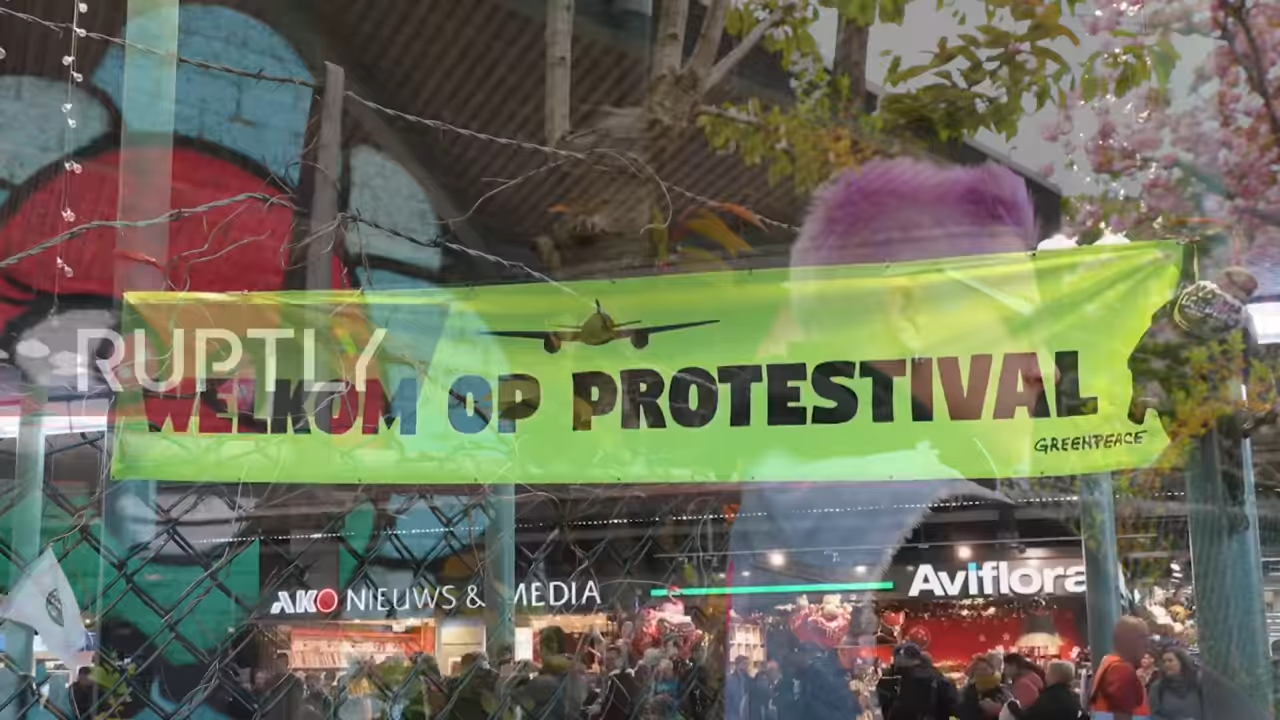 RUPTLY
WELKOM OP PROTESTIVAL
GREENPEACE
AKO NIEUWS & MEDIA
Aviflora